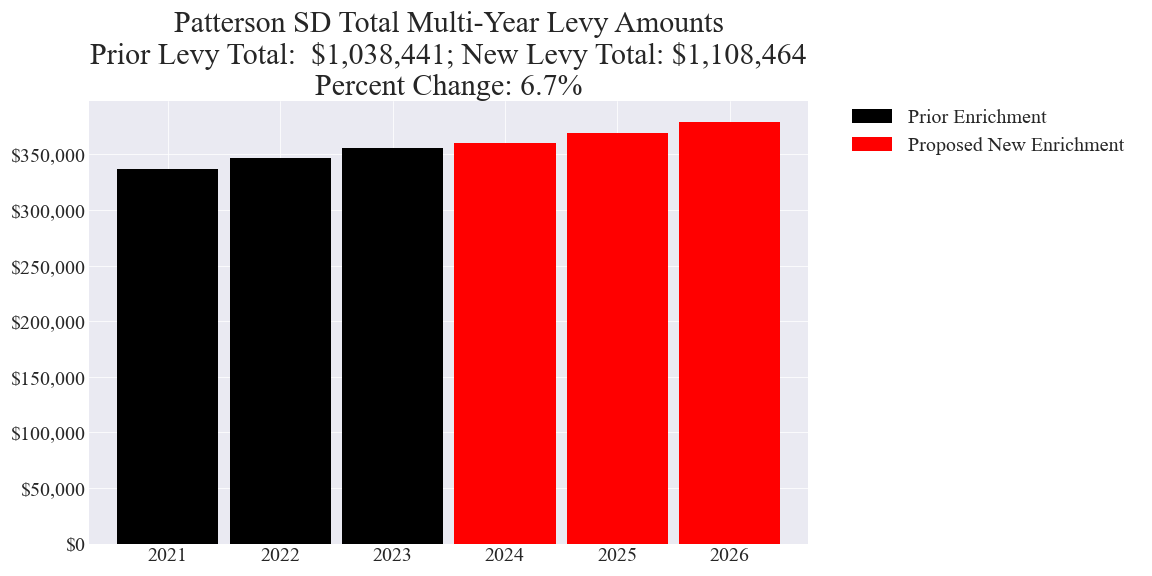 Patterson SD Total Multi-Year Levy Amounts
Prior Levy Total:  $1,038,441; New Levy Total: $1,108,464
Percent Change: 6.7%
Prior Enrichment
Proposed New Enrichment
$350,000
$300,000
$250,000
$200,000
$150,000
$100,000
$50,000
$0
2021 2022 2023 2024 2025 2026